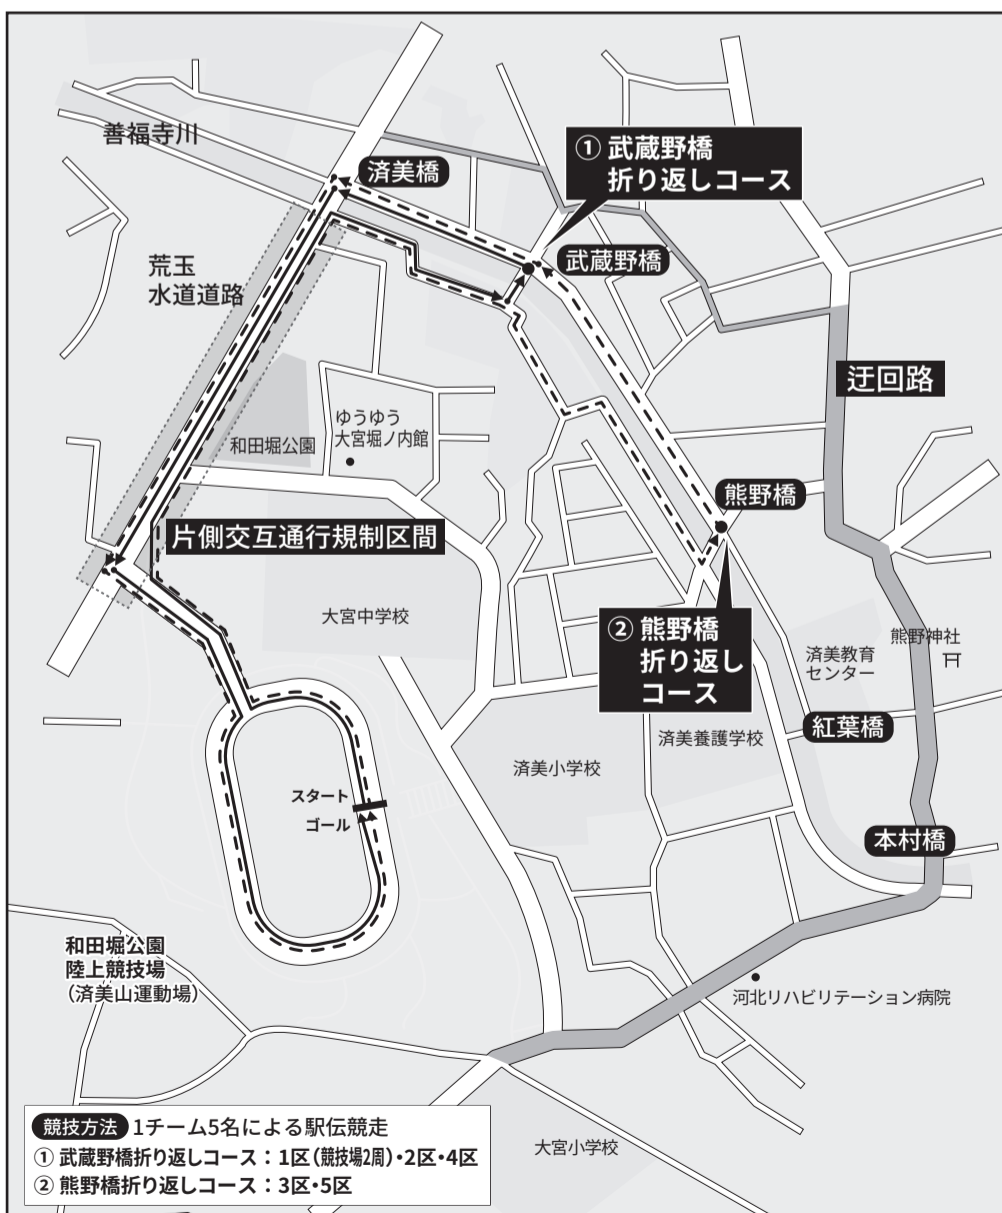 善福寺川
済美橋
① 武蔵野橋
折り返しコース
武蔵野橋
荒玉
水道道路
迂回路
ゆうゆう
大宮堀ノ内館
和田堀公園
熊野橋
片側交互通行規制区間
大宮中学校
② 熊野橋
折り返し
コース
熊野神社
済美教育
センター
紅葉橋
済美養護学校
済美小学校
スタート
ゴール
本村橋
和田堀公園
陸上競技場
(済美山運動場)
河北リハビリテーション病院
大宮小学校
競技方法 1チーム5名による駅伝競走
① 武蔵野橋折り返しコース:1区(競技場2周)・2区・4区
② 熊野橋折り返しコース:3区・5区